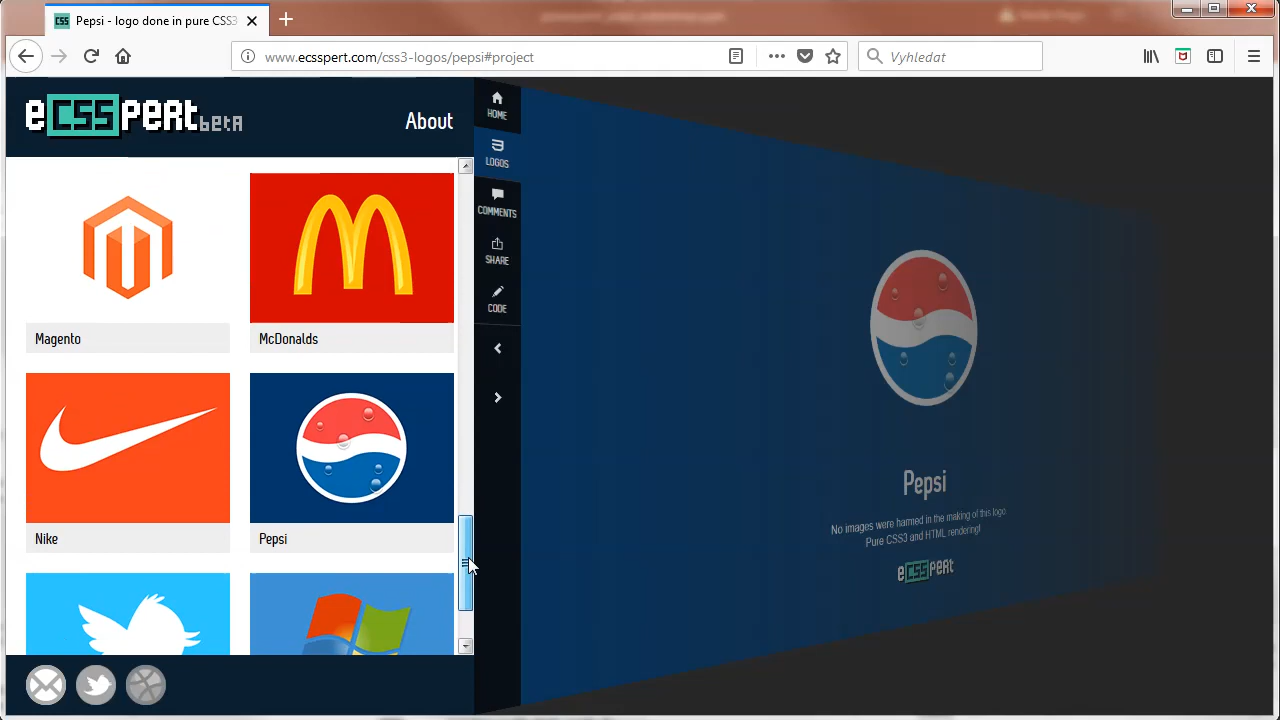 Pepsi - logo done in pure CSS3
www.ecsspert.com/css3-logos/pepsi#project
Vyhledat
eCSSpert beta
About
HOME
LOGOS
COMMENTS
SHARE
CODE
Magento
McDonalds
Nike
Pepsi
Pepsi
No images were harmed in the making of this logo
Pure CSS3 and HTML rendering!
eCSSpert